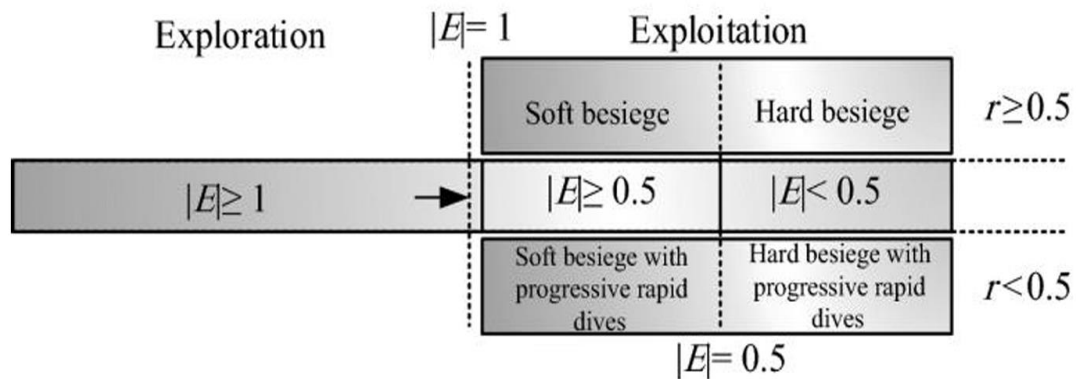 Exploration
|E|= 1
Exploitation
Soft besiege
Hard besiege
r≥0.5
|E|≥ 1
|E|≥ 0.5
|E|< 0.5
Soft besiege with
progressive rapid
dives
Hard besiege with
progressive rapid
dives
r<0.5
|E|= 0.5